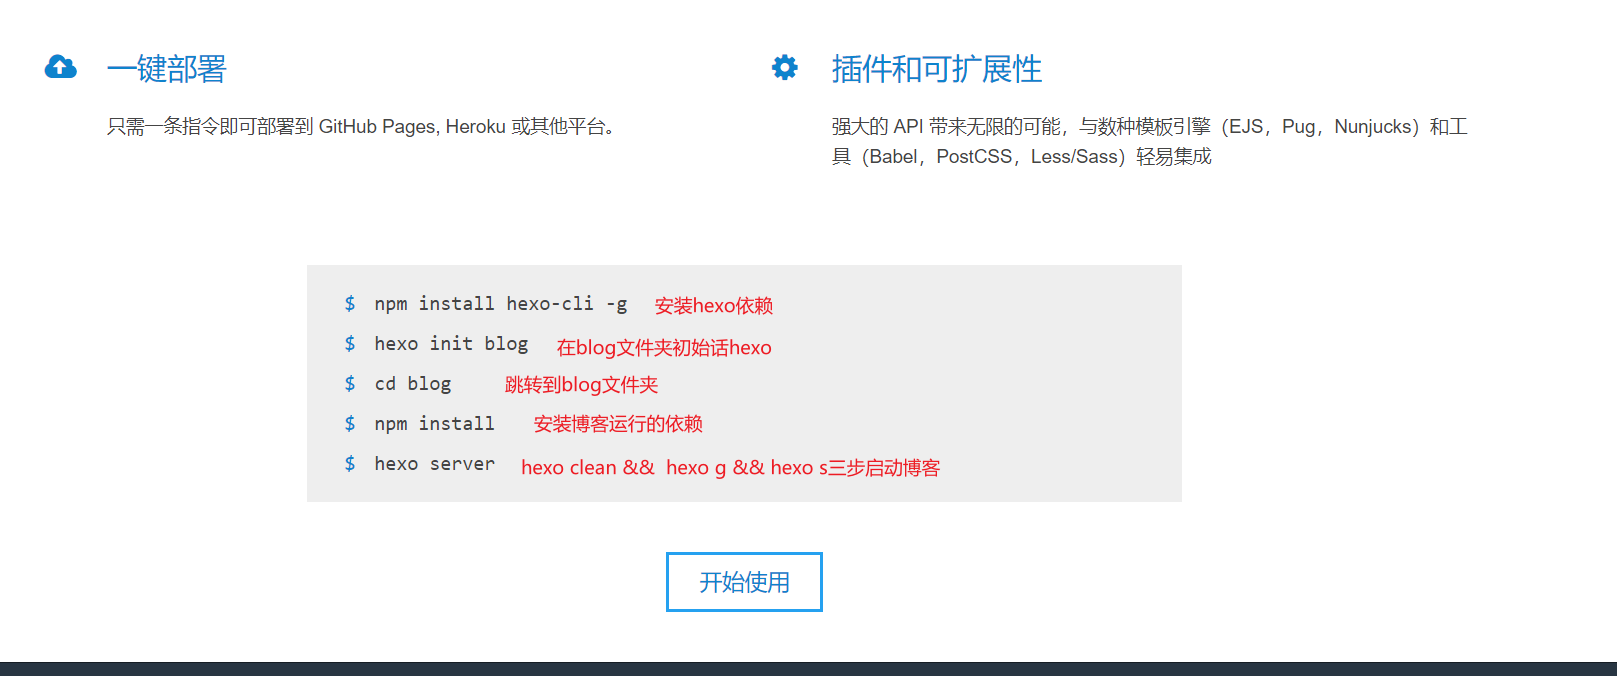 一键部署
只需一条指令即可部署到 GitHub Pages, Heroku 或其他平台。
插件和可扩展性
强大的 API 带来无限的可能，与数种模板引擎（EJS，Pug，Nunjucks）和工
具（Babel，PostCSS，Less/Sass）轻易集成
$ npm install hexo-cli -g 安装hexo依赖
$ hexo init blog 在blog文件夹初始话hexo
$ cd blog 跳转到blog文件夹
$ npm install 安装博客运行的依赖
$ hexo server hexo clean && hexo g && hexo s三步启动博客
开始使用